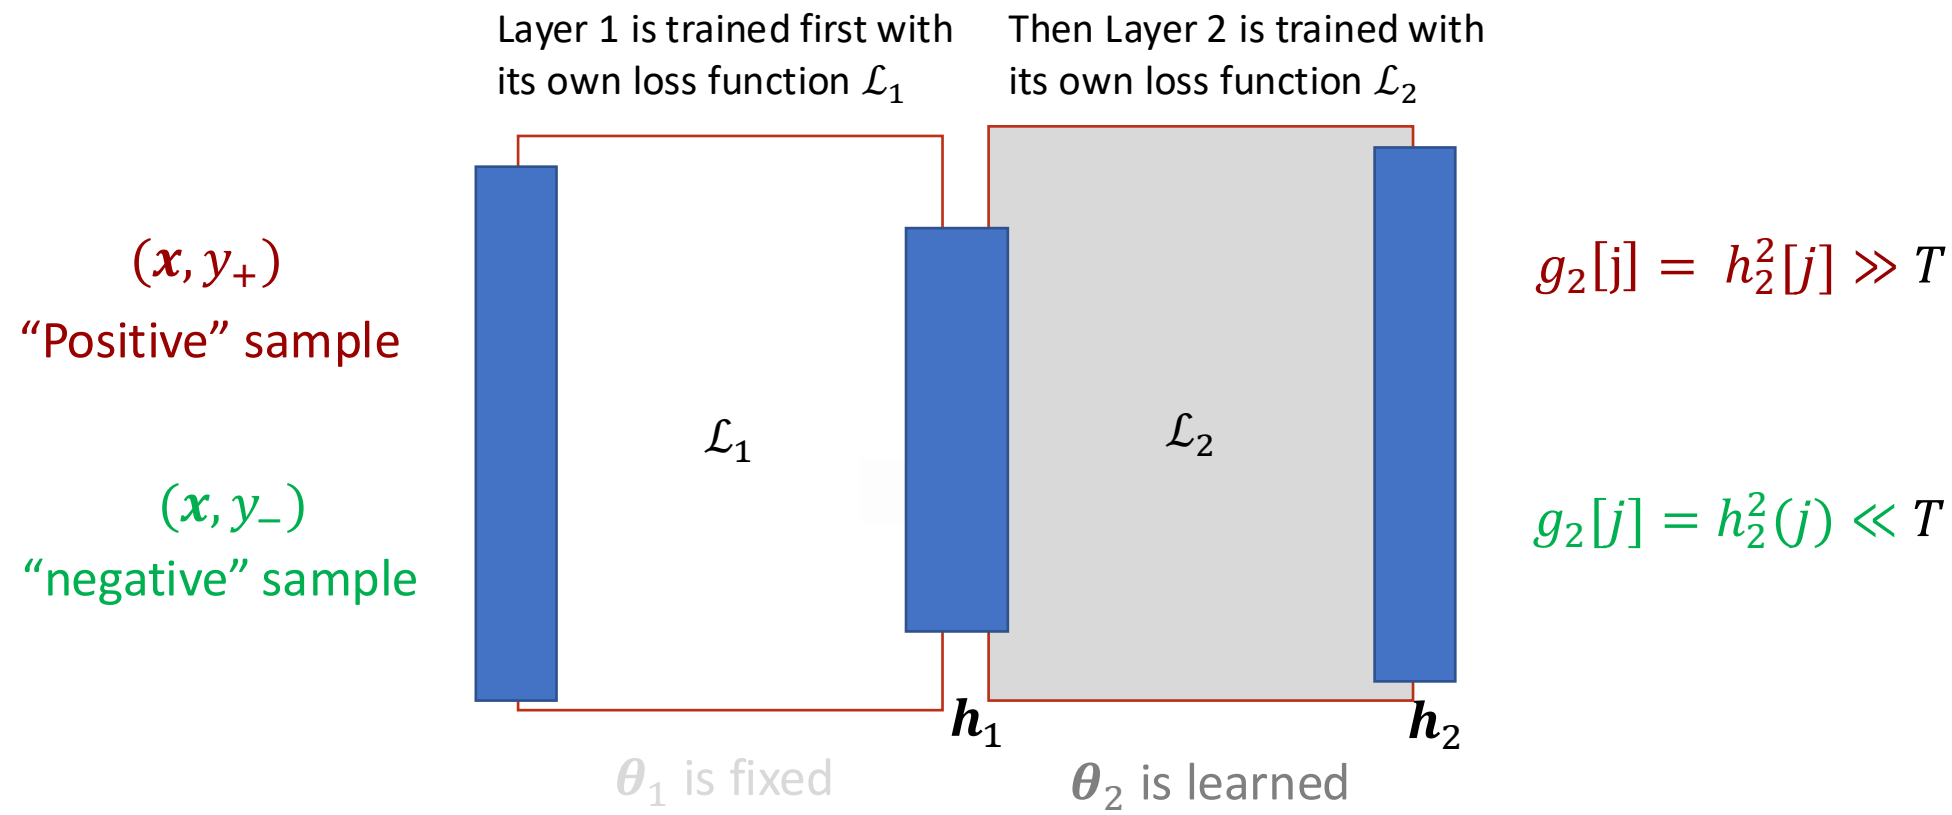 Layer 1 is trained first with
its own loss function ℒ₁
Then Layer 2 is trained with
its own loss function ℒ₂
(𝒙, y₊)
“Positive” sample
(𝒙, y₋)
“negative” sample
ℒ₁
ℒ₂
g₂[j] = h₂²[j] ≫ T
g₂[j] = h₂²(j) ≪ T
𝒉₁
𝒉₂
𝜽₁ is fixed
𝜽₂ is learned